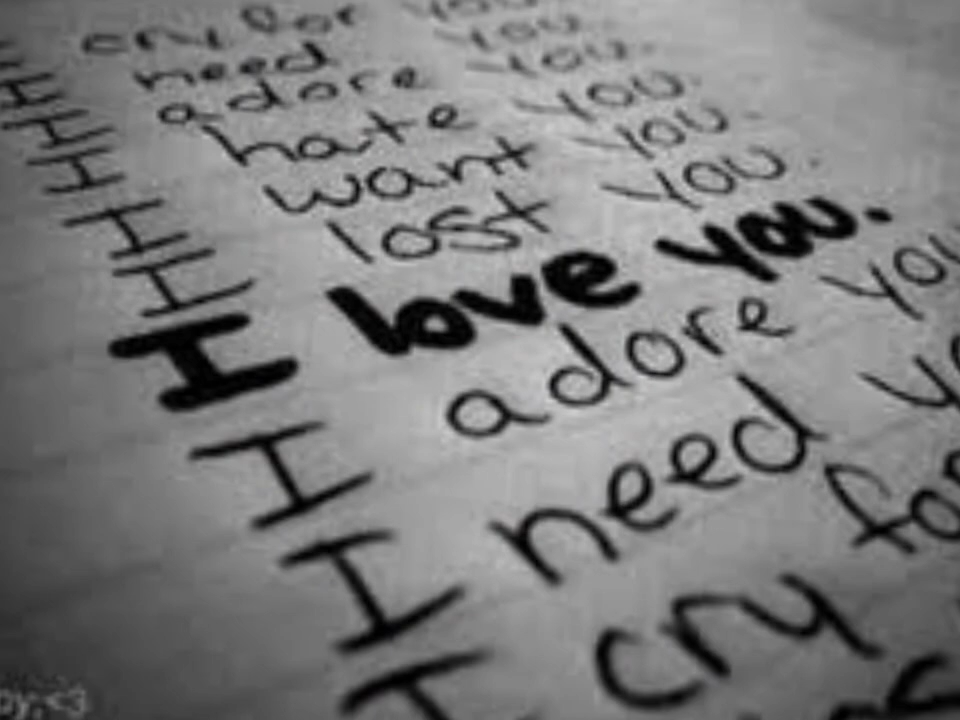 I cry for you
I need you.
I adore you.
I hate you.
I want you.
I lost you.
I love you.
I adore you
I need y
I cry for